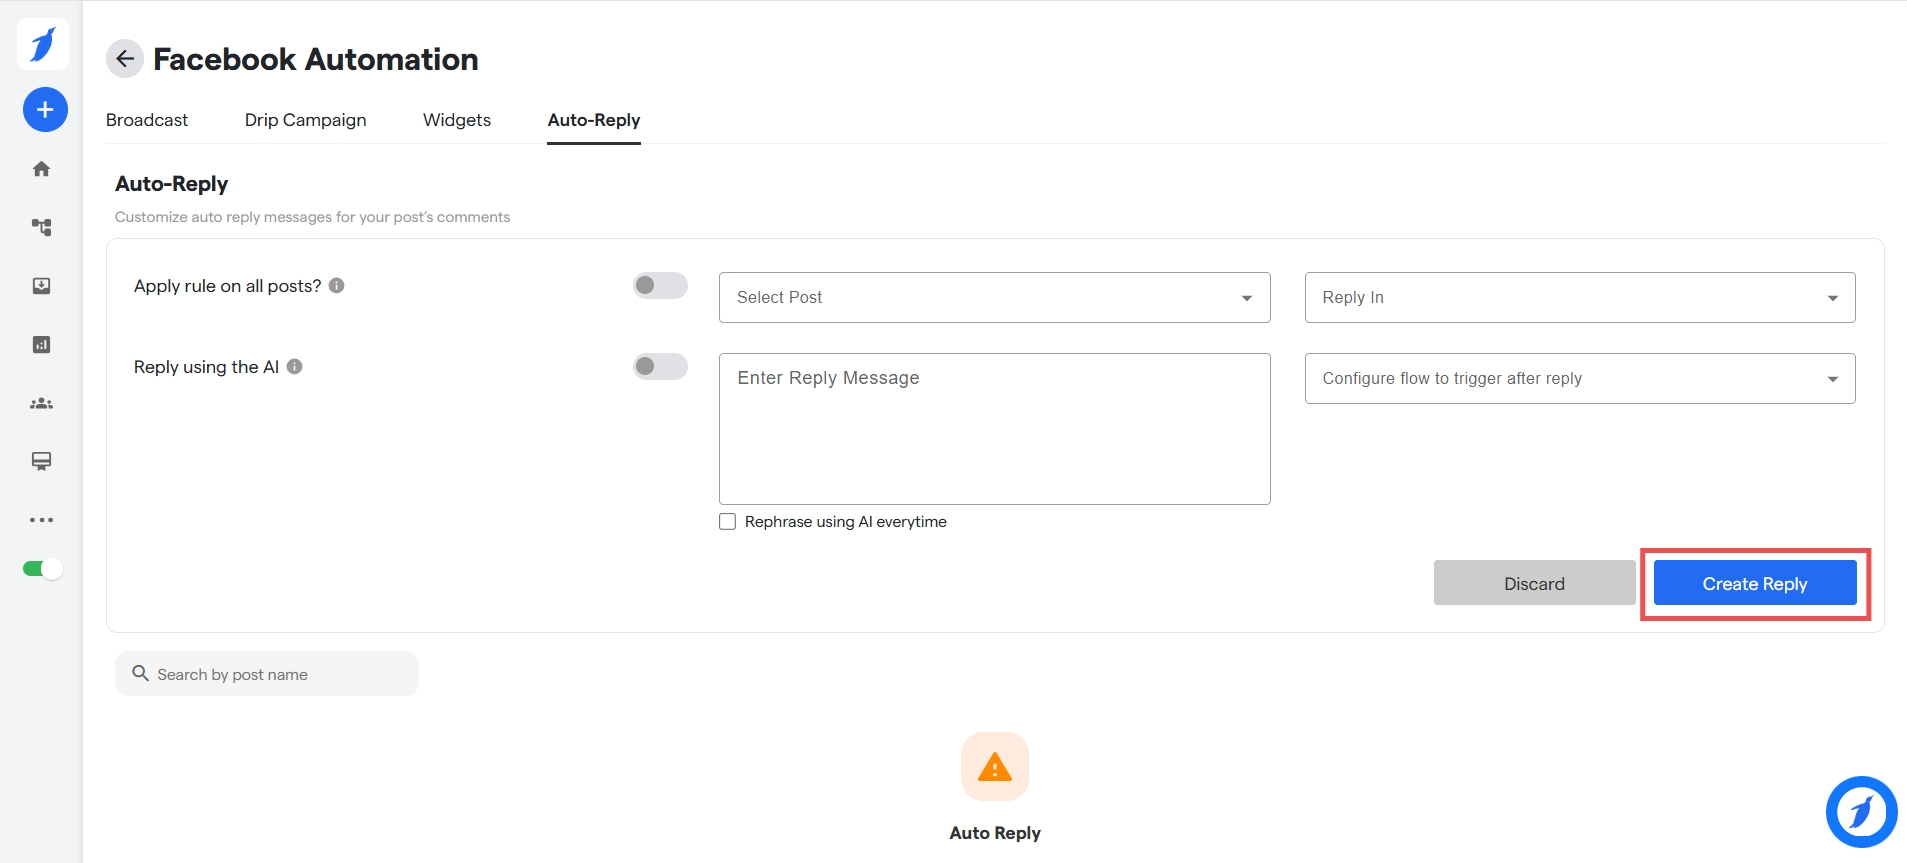 Facebook Automation
Broadcast Drip Campaign Widgets Auto-Reply
Auto-Reply
Customize auto reply messages for your post's comments
Apply rule on all posts? Select Post Reply In
Reply using the AI Enter Reply Message Configure flow to trigger after reply
Rephrase using AI everytime
Discard Create Reply
Search by post name
Auto Reply